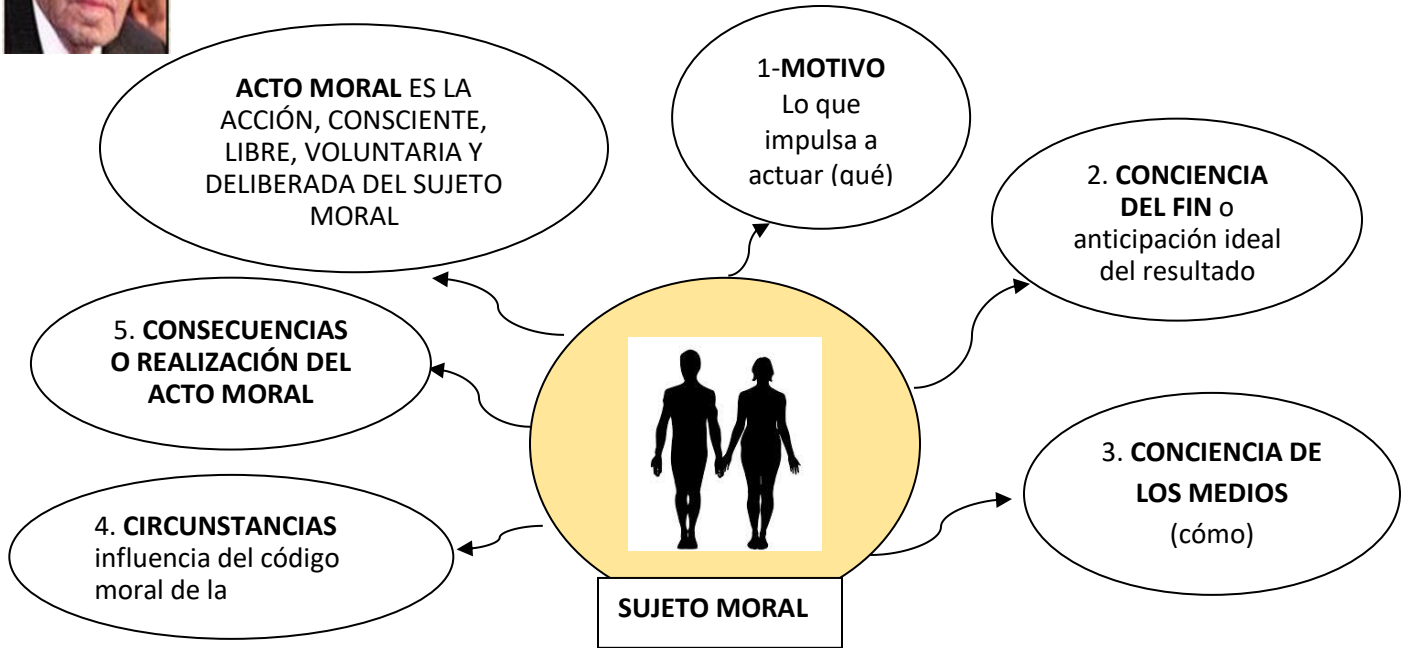 ACTO MORAL ES LA
ACCIÓN, CONSCIENTE,
LIBRE, VOLUNTARIA Y
DELIBERADA DEL SUJETO
MORAL
1-MOTIVO
Lo que
impulsa a
actuar (qué)
2. CONCIENCIA
DEL FIN o
anticipación ideal
del resultado
3. CONCIENCIA DE
LOS MEDIOS
(cómo)
4. CIRCUNSTANCIAS
influencia del código
moral de la
5. CONSECUENCIAS
O REALIZACIÓN DEL
ACTO MORAL
SUJETO MORAL